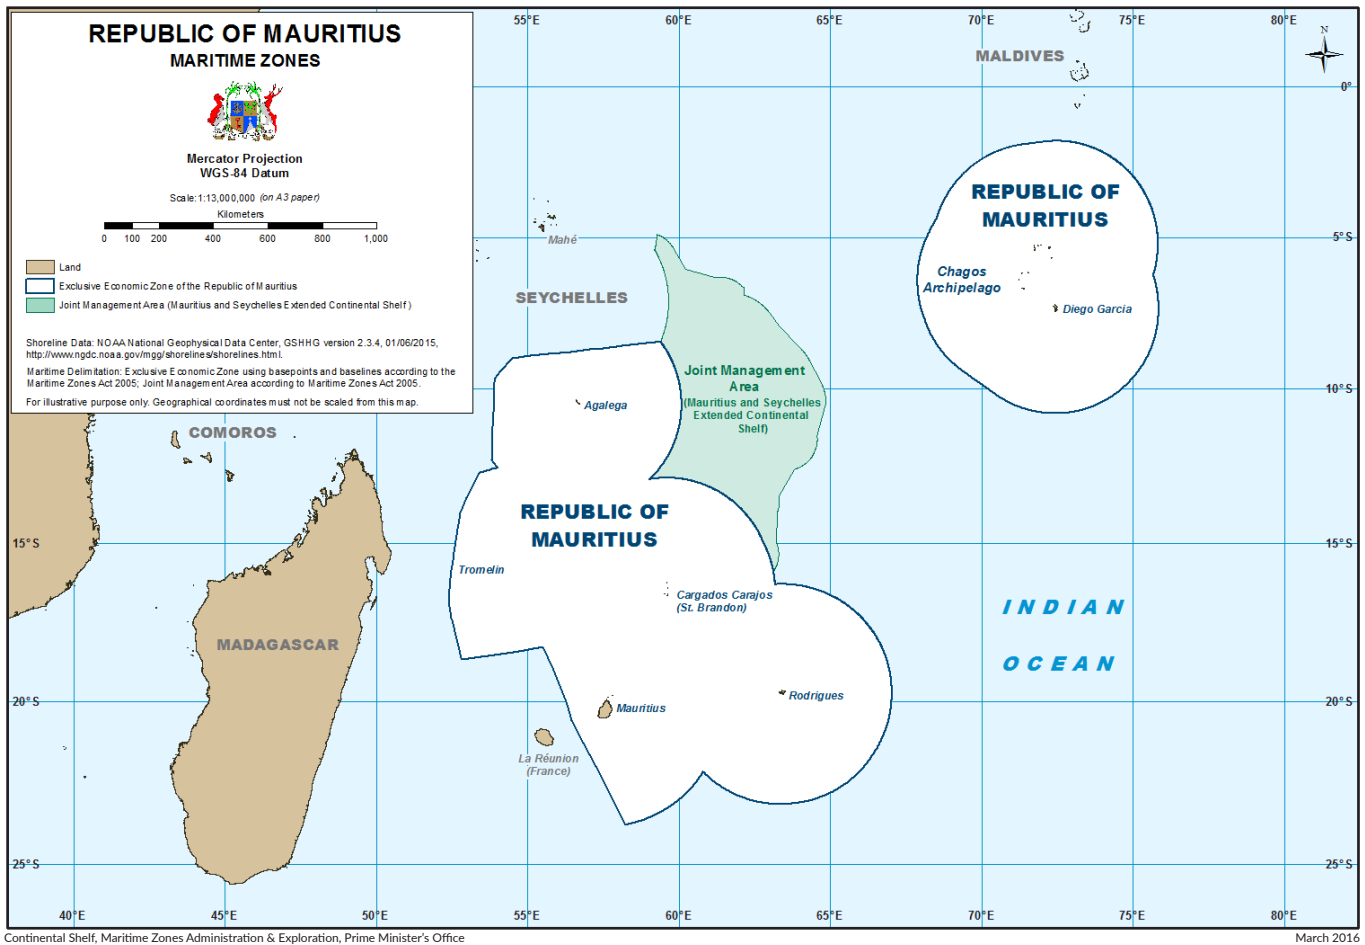 REPUBLIC OF MAURITIUS
MARITIME ZONES
Mercator Projection
WGS-84 Datum
Scale: 1:13,000,000 (on A3 paper)
Kilometers
0 100 200 400 600 800 1,000
Land
Exclusive Economic Zone of the Republic of Mauritius
Joint Management Area (Mauritius and Seychelles Extended Continental Shelf )
Shoreline Data: NOAA National Geophysical Data Center, GSHHG version 2.3.4, 01/06/2015,
http://www.ngdc.noaa.gov/mgg/shorelines/shorelines.html.
Maritime Delimitation: Exclusive Economic Zone using basepoints and baselines according to the
Maritime Zones Act 2005; Joint Management Area according to Maritime Zones Act 2005.
For illustrative purpose only. Geographical coordinates must not be scaled from this map.
55°E 60°E 65°E 70°E 75°E 80°E
N
MALDIVES
0°
REPUBLIC OF
MAURITIUS
Mahé
5°S
Chagos
Archipelago
Diego Garcia
SEYCHELLES
Joint Management
Area
(Mauritius and Seychelles
Extended Continental
Shelf)
10°S
Agalega
COMOROS
REPUBLIC OF
MAURITIUS
15°S 15°S
Tromelin
Cargados Carajos
(St. Brandon)
INDIAN
OCEAN
MADAGASCAR
Rodrigues
20°S 20°S
Mauritius
La Réunion
(France)
25°S 25°S
40°E 45°E 50°E 55°E 60°E 65°E 70°E 75°E 80°E
Continental Shelf, Maritime Zones Administration & Exploration, Prime Minister's Office
March 2016